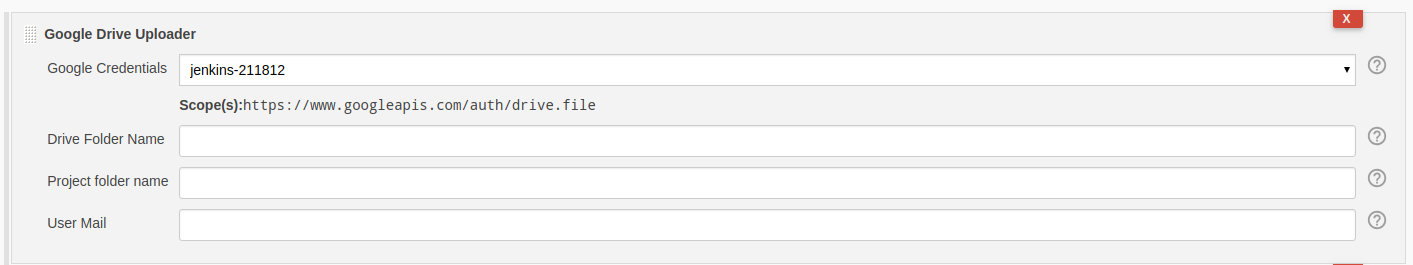 X
Google Drive Uploader
Google Credentials jenkins-211812
Scope(s):https://www.googleapis.com/auth/drive.file
Drive Folder Name
Project folder name
User Mail